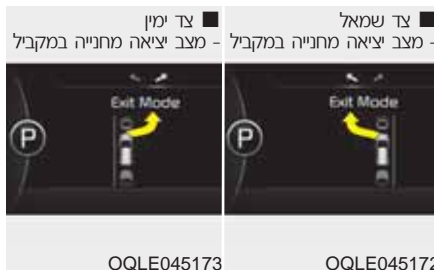 ■ צד שמאל
- מצב יציאה מחנייה במקביל
Exit Mode
P
OQLE045172
■ צד ימין
- מצב יציאה מחנייה במקביל
Exit Mode
P
OQLE045173